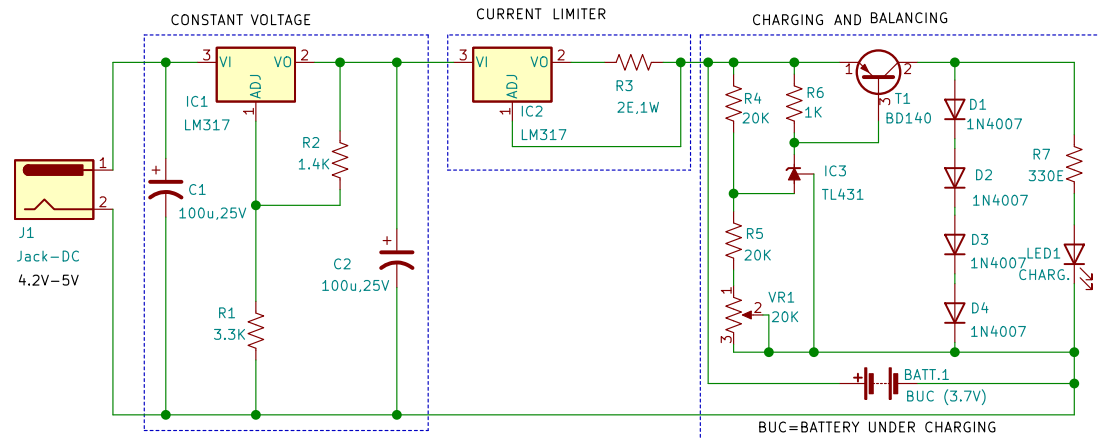 CONSTANT VOLTAGE
CURRENT LIMITER
CHARGING AND BALANCING
3
VI
VO
2
ADJ
1
IC1
LM317
R2
1.4K
+
C1
100u,25V
1
2
J1
Jack-DC
4.2V-5V
+
C2
100u,25V
R1
3.3K
3
VI
VO
2
ADJ
1
IC2
LM317
R3
2E,1W
R4
20K
R6
1K
1
2
3
T1
BD140
IC3
TL431
R5
20K
1
2
3
VR1
20K
D1
1N4007
D2
1N4007
D3
1N4007
D4
1N4007
R7
330E
LED1
CHARG.
+
BATT.1
BUC (3.7V)
BUC=BATTERY UNDER CHARGING